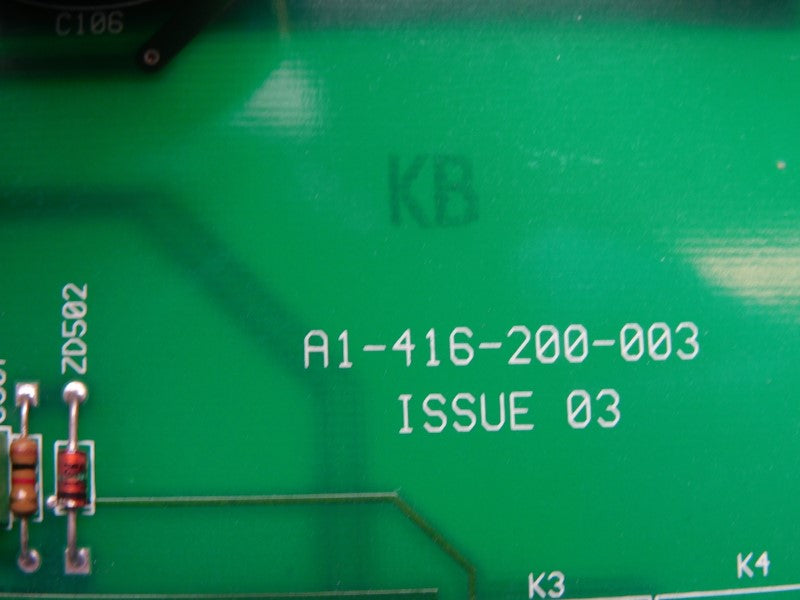 C106
KB
ZD502
A1-416-200-003
ISSUE 03
K3
K4